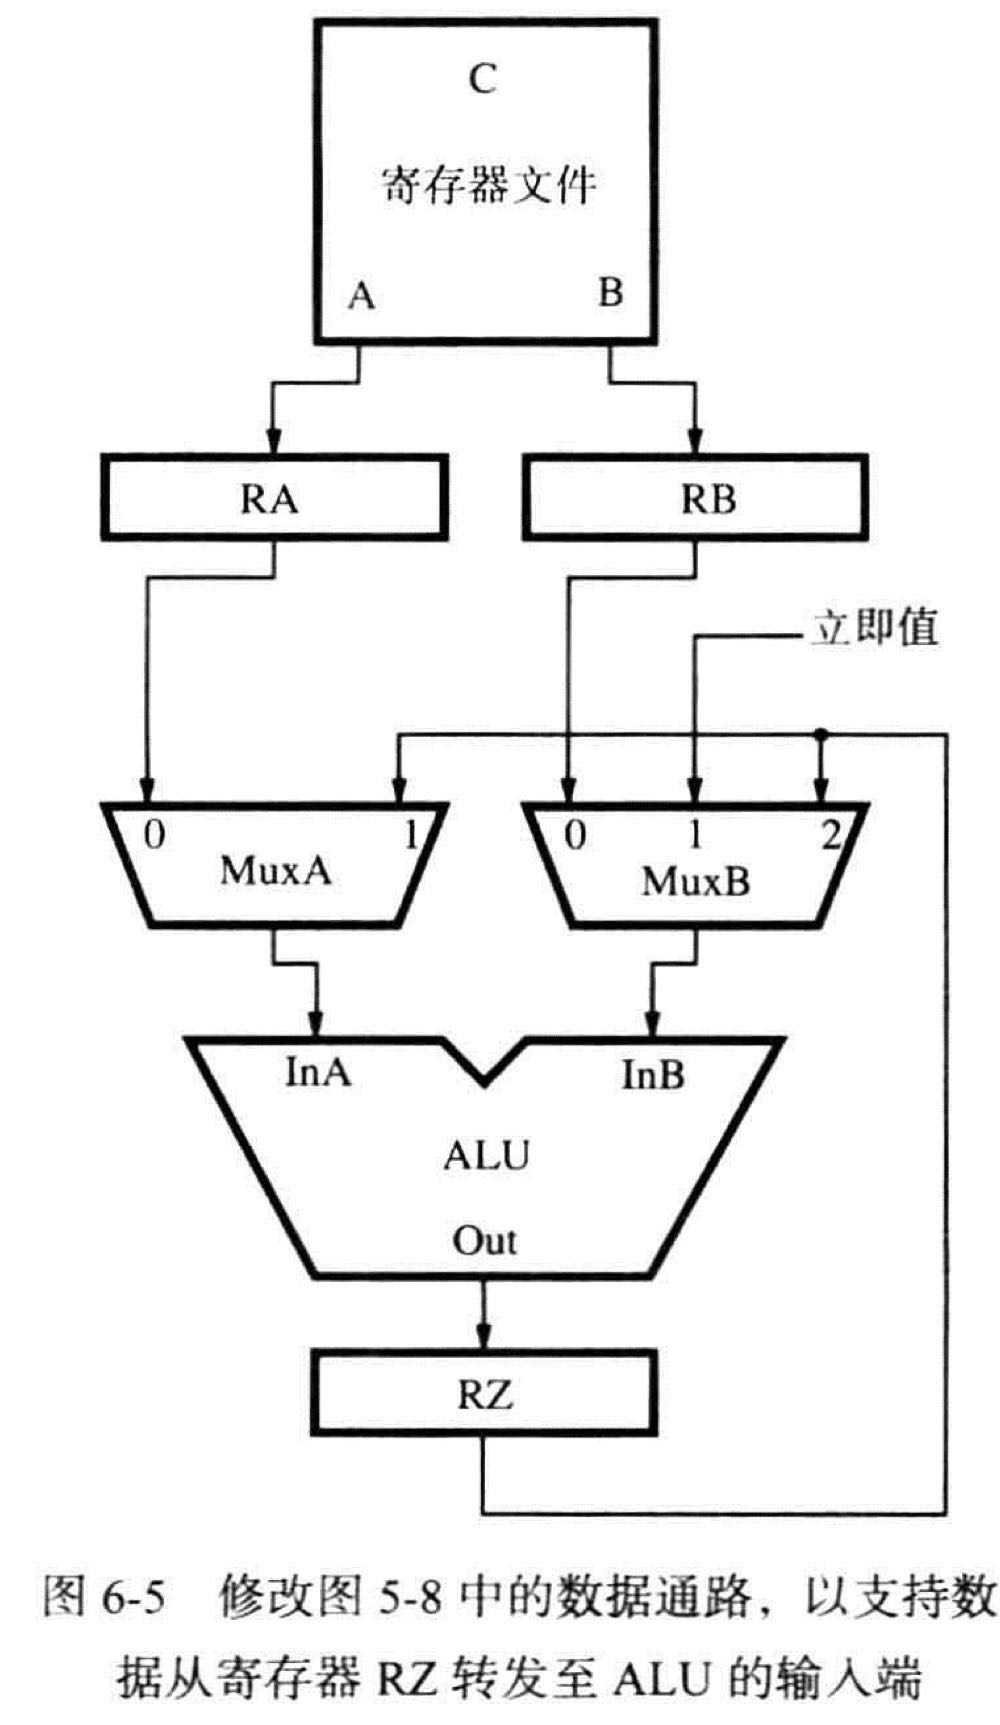 C
寄存器文件
A B
RA RB
立即值
0 1 0 1 2
MuxA MuxB
InA InB
ALU
Out
RZ
图 6-5 修改图 5-8 中的数据通路，以支持数
据从寄存器 RZ 转发至 ALU 的输入端